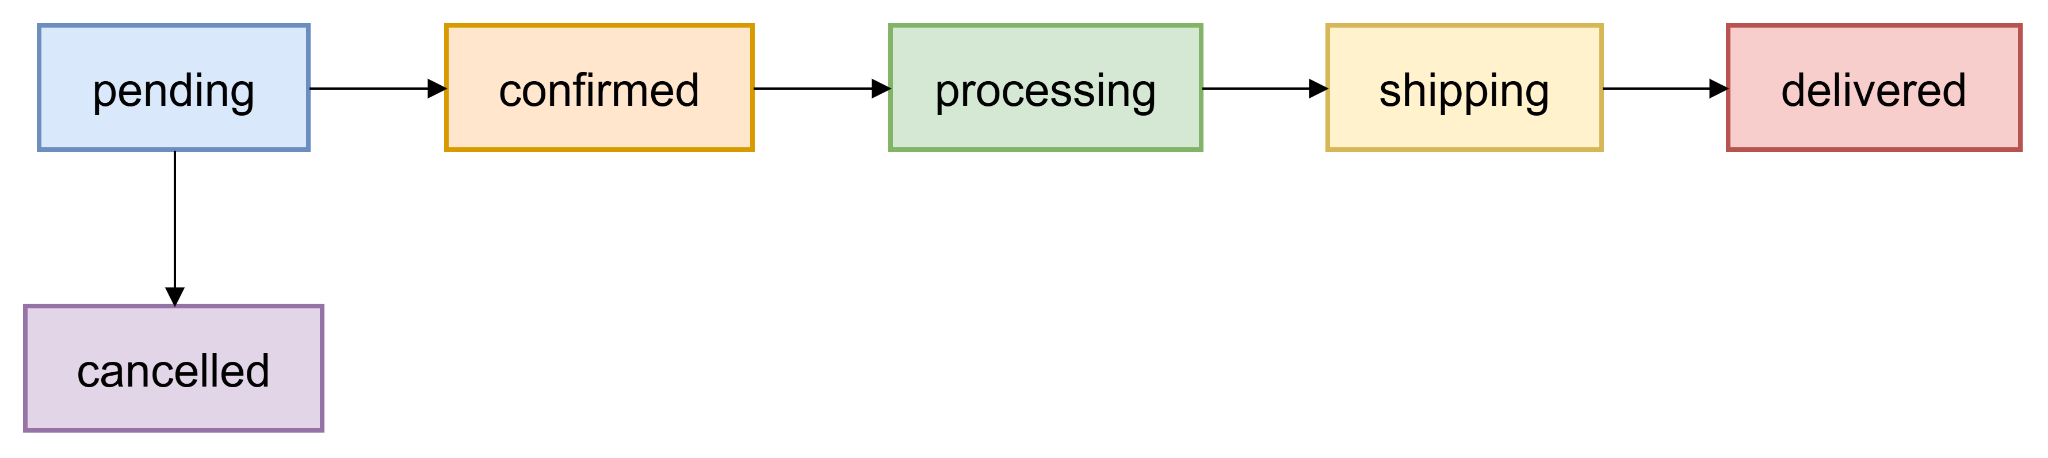 pending
confirmed
processing
shipping
delivered
cancelled